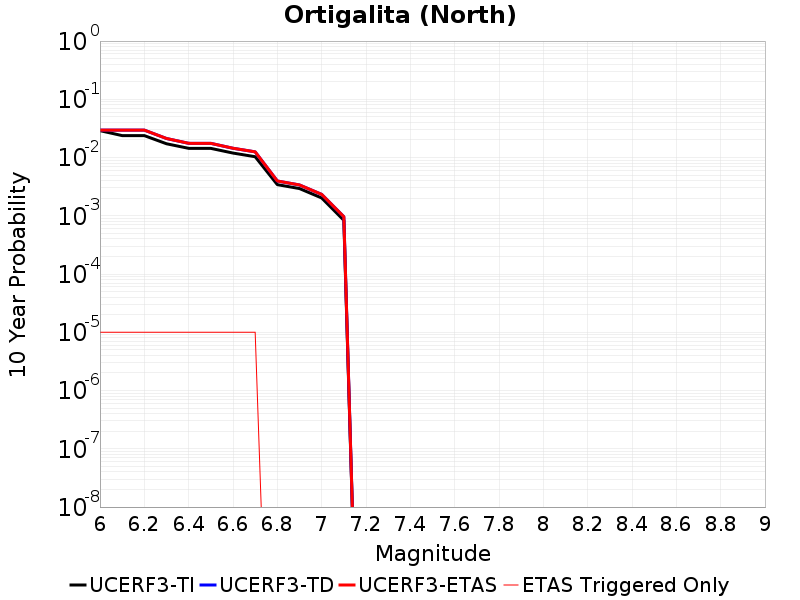 Ortigalita (North)
10^0
10^-1
10^-2
10^-3
10^-4
10^-5
10^-6
10^-7
10^-8
10 Year Probability
6 6.2 6.4 6.6 6.8 7 7.2 7.4 7.6 7.8 8 8.2 8.4 8.6 8.8 9
Magnitude
UCERF3-TI UCERF3-TD UCERF3-ETAS ETAS Triggered Only